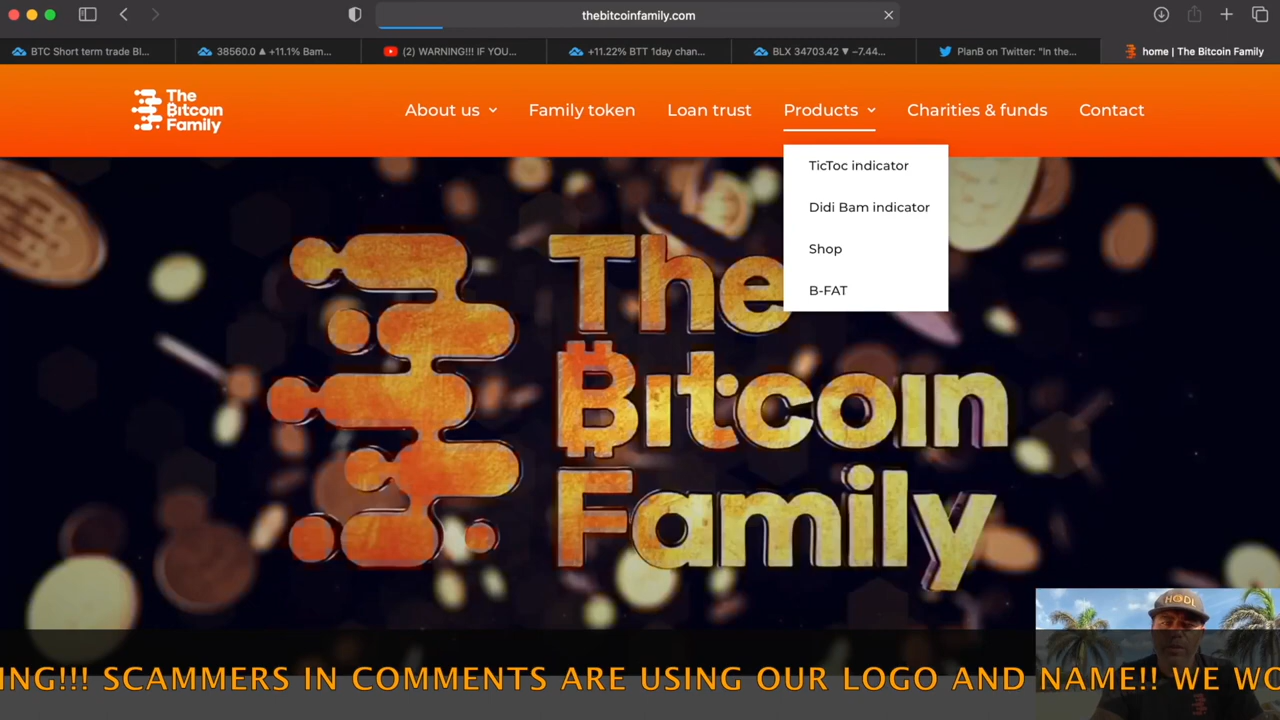 thebitcoinfamily.com
BTC Short term trade BI...
38560.0 ▲ +11.1% Bam...
(2) WARNING!!! IF YOU...
+11.22% BTT 1day chan...
BLX 34703.42 ▼ −7.44...
PlanB on Twitter: "In the...
home | The Bitcoin Family
The
Bitcoin
Family
About us
Family token
Loan trust
Products
Charities & funds
Contact
TicToc indicator
Didi Bam indicator
Shop
B-FAT
The
Bitcoin
Family
HODL
NG!!! SCAMMERS IN COMMENTS ARE USING OUR LOGO AND NAME!! WE WO